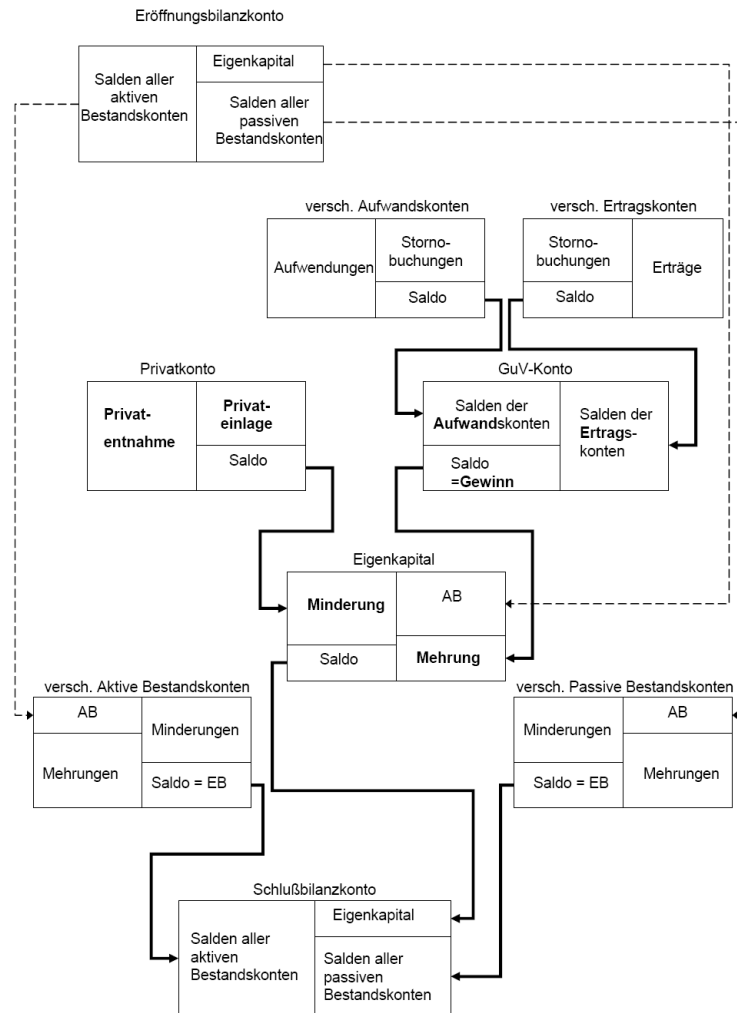 Eröffnungsbilanzkonto
Salden aller
aktiven
Bestandskonten
Eigenkapital
Salden aller
passiven
Bestandskonten
versch. Aufwandskonten
Aufwendungen
Storno-
buchungen
Saldo
versch. Ertragskonten
Storno-
buchungen
Saldo
Erträge
Privatkonto
Privat-
entnahme
Privat-
einlage
Saldo
GuV-Konto
Salden der
Aufwandskonten
Saldo
=Gewinn
Salden der
Ertrags-
konten
Eigenkapital
Minderung
Saldo
AB
Mehrung
versch. Aktive Bestandskonten
AB
Mehrungen
Minderungen
Saldo = EB
versch. Passive Bestandskonten
Minderungen
Saldo = EB
AB
Mehrungen
Schlußbilanzkonto
Salden aller
aktiven
Bestandskonten
Eigenkapital
Salden aller
passiven
Bestandskonten